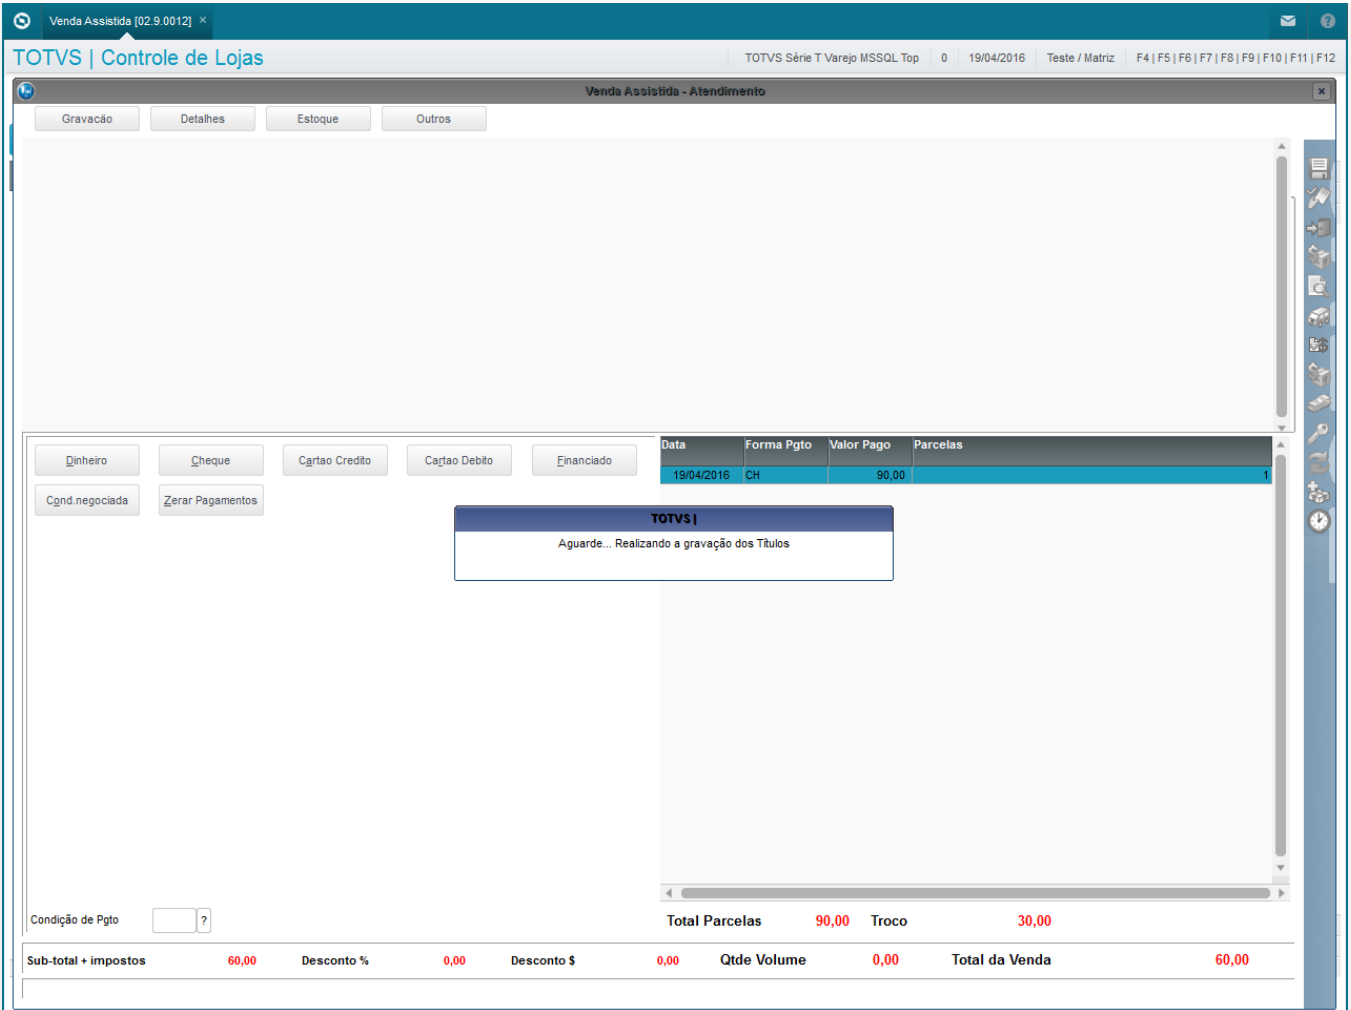 Venda Assistida [02.9.0012] ×
TOTVS | Controle de Lojas
TOTVS Série T Varejo MSSQL Top 0 19/04/2016 Teste / Matriz F4 | F5 | F6 | F7 | F8 | F9 | F10 | F11 | F12
Venda Assistida - Atendimento
Gravacão Detalhes Estoque Outros
Data Forma Pgto Valor Pago Parcelas
19/04/2016 CH 90,00 1
Dinheiro Cheque Cartao Credito Cartao Debito Financiado
Cond.negociada Zerar Pagamentos
TOTVS |
Aguarde... Realizando a gravação dos Títulos
Condição de Pgto ?
Total Parcelas 90,00 Troco 30,00
Sub-total + impostos 60,00 Desconto % 0,00 Desconto $ 0,00 Qtde Volume 0,00 Total da Venda 60,00